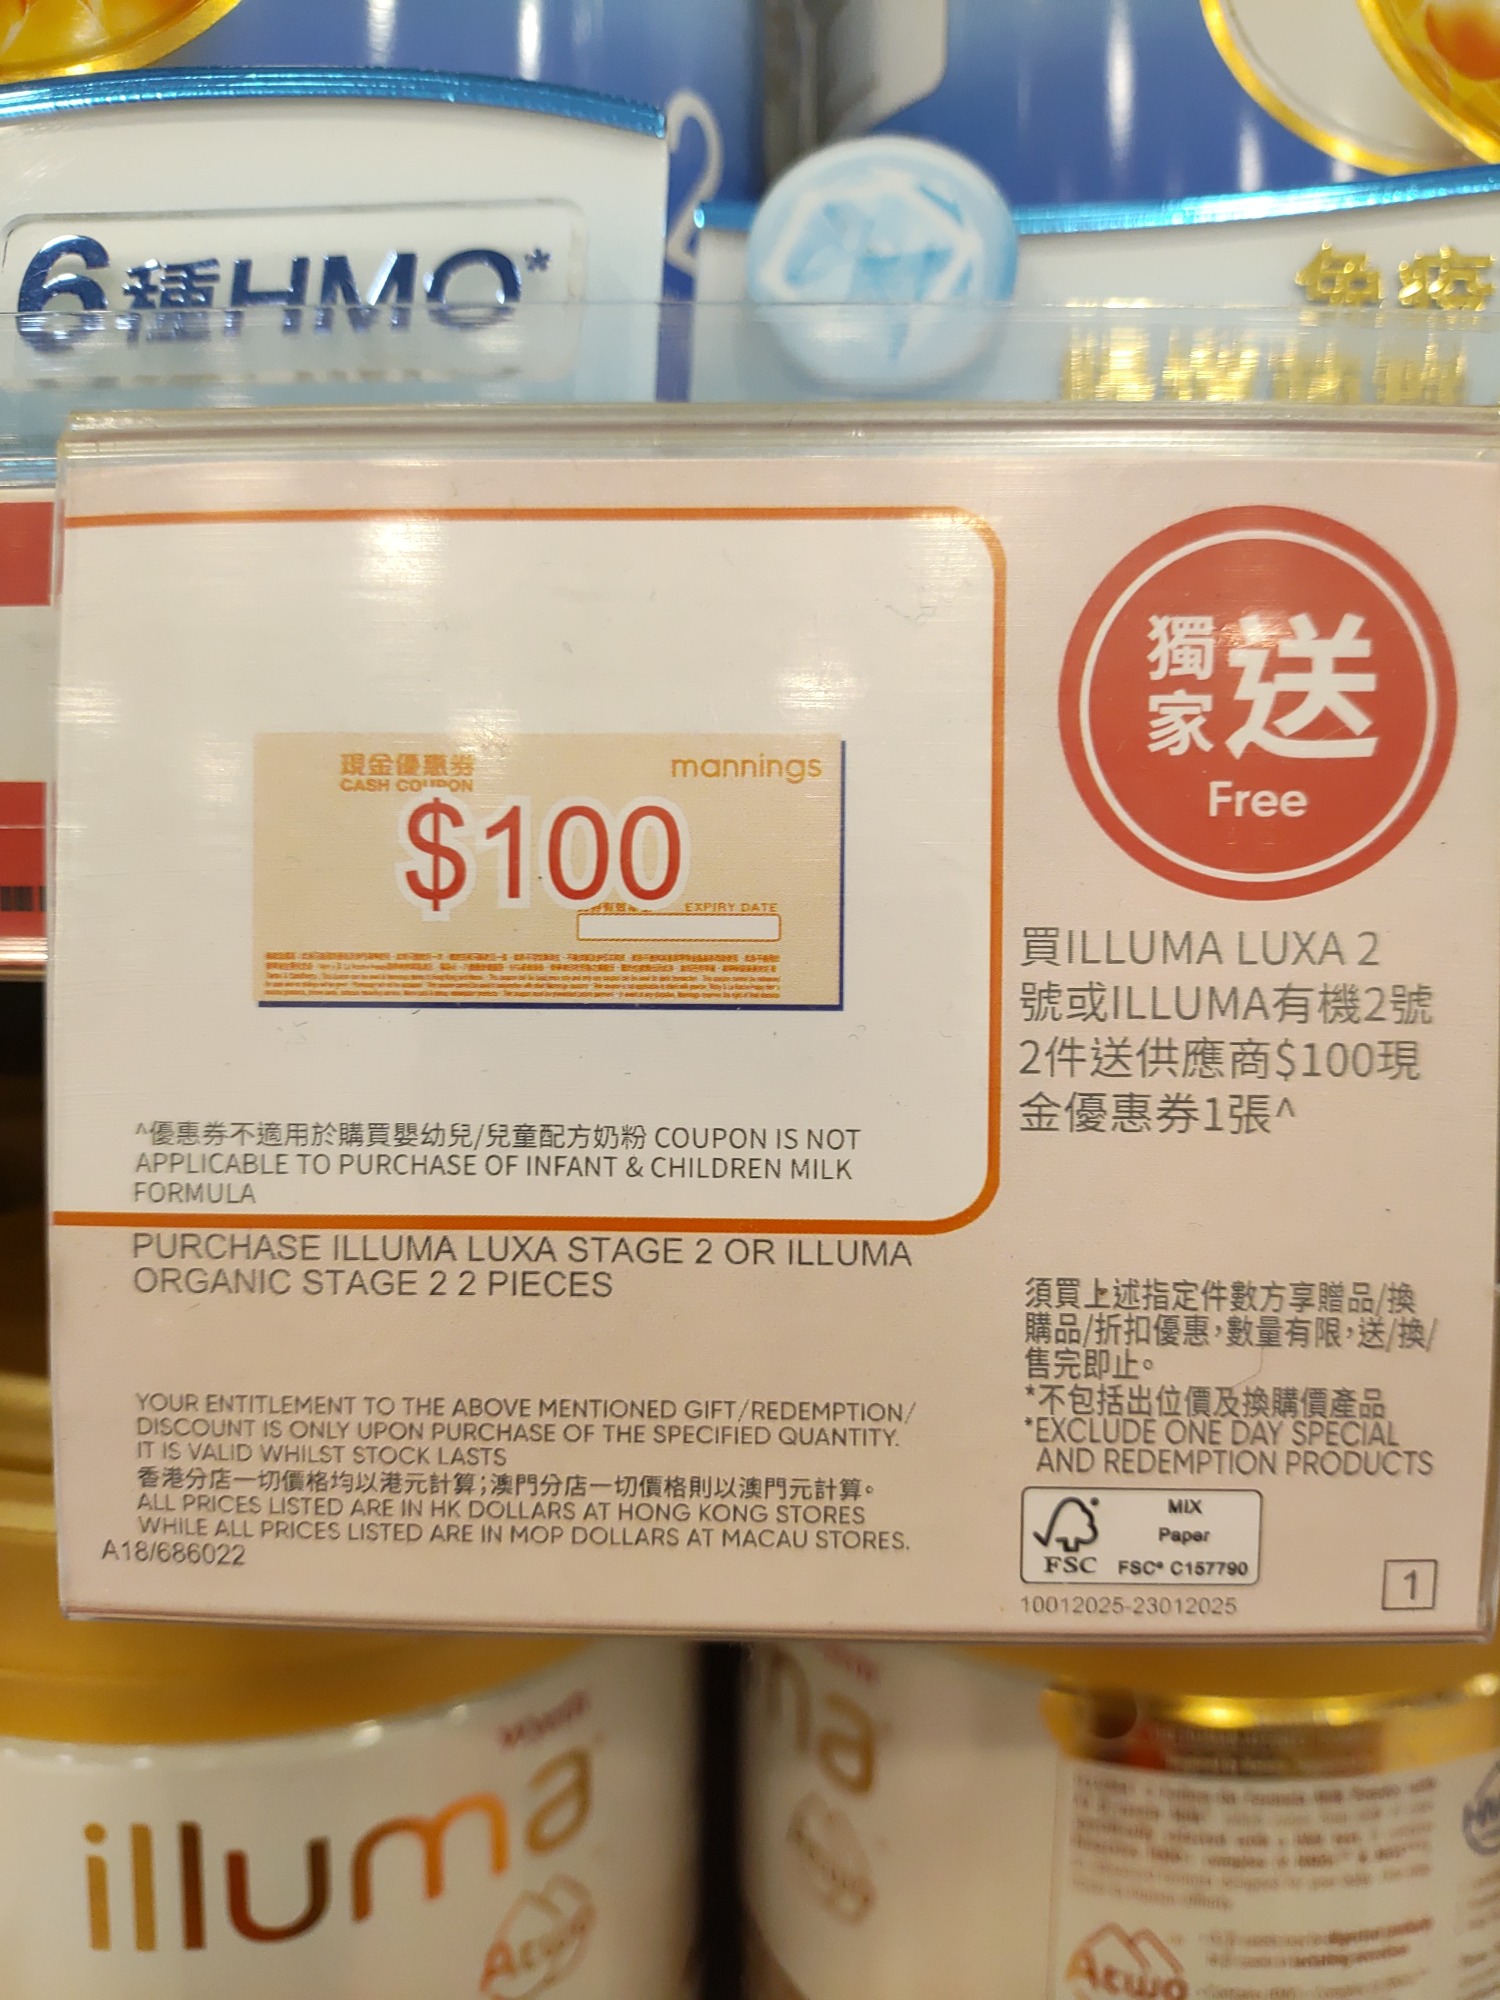 6種HMO*
2
免疫
獨家送
Free
現金優惠券
CASH COUPON
mannings
$100
EXPIRY DATE
買ILLUMA LUXA 2
號或ILLUMA有機2號
2件送供應商$100現
金優惠券1張^
^優惠券不適用於購買嬰幼兒/兒童配方奶粉 COUPON IS NOT
APPLICABLE TO PURCHASE OF INFANT & CHILDREN MILK
FORMULA
PURCHASE ILLUMA LUXA STAGE 2 OR ILLUMA
ORGANIC STAGE 2 2 PIECES
須買上述指定件數方享贈品/換
購品/折扣優惠，數量有限，送/換/
售完即止。
*不包括出位價及換購價產品
*EXCLUDE ONE DAY SPECIAL
AND REDEMPTION PRODUCTS
YOUR ENTITLEMENT TO THE ABOVE MENTIONED GIFT/REDEMPTION/
DISCOUNT IS ONLY UPON PURCHASE OF THE SPECIFIED QUANTITY.
IT IS VALID WHILST STOCK LASTS
香港分店一切價格均以港元計算;澳門分店一切價格則以澳門元計算。
ALL PRICES LISTED ARE IN HK DOLLARS AT HONG KONG STORES
WHILE ALL PRICES LISTED ARE IN MOP DOLLARS AT MACAU STORES.
A18/686022
FSC
MIX
Paper
FSC® C157790
10012025-23012025
1
illuma
Atwo
Atwo